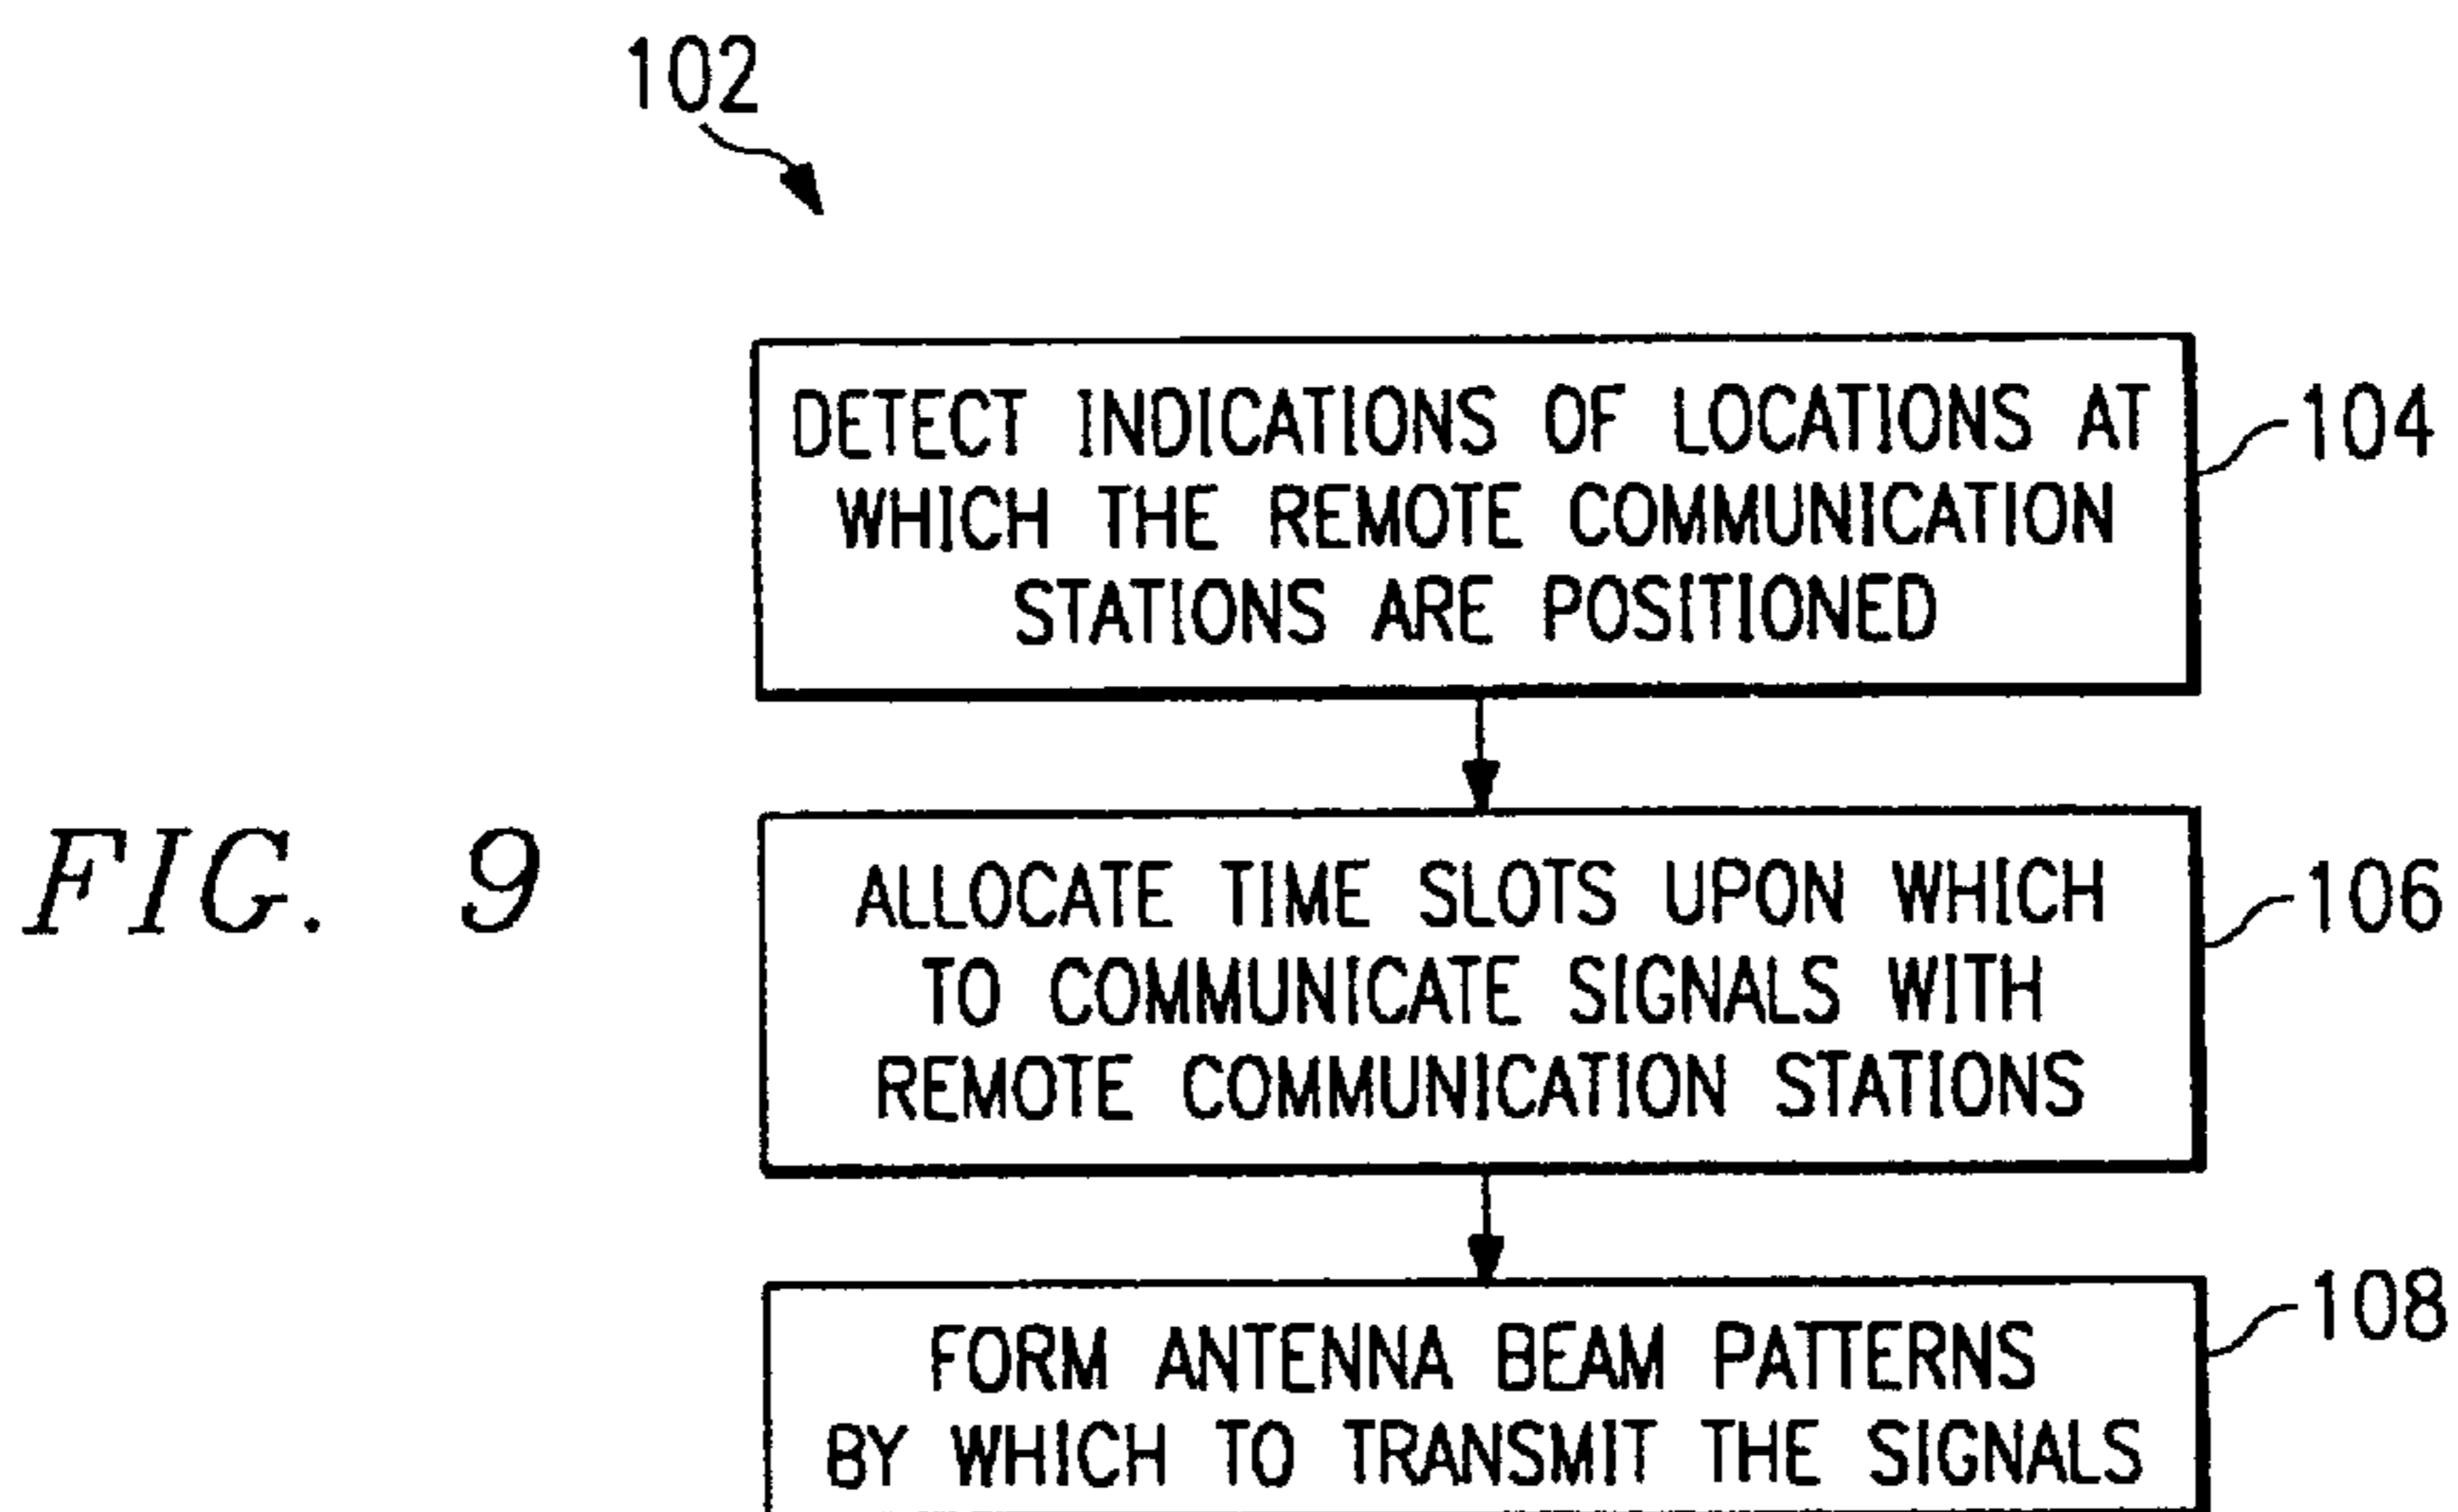 102
DETECT INDICATIONS OF LOCATIONS AT
WHICH THE REMOTE COMMUNICATION
STATIONS ARE POSITIONED
104
FIG. 9
ALLOCATE TIME SLOTS UPON WHICH
TO COMMUNICATE SIGNALS WITH
REMOTE COMMUNICATION STATIONS
106
FORM ANTENNA BEAM PATTERNS
BY WHICH TO TRANSMIT THE SIGNALS
108